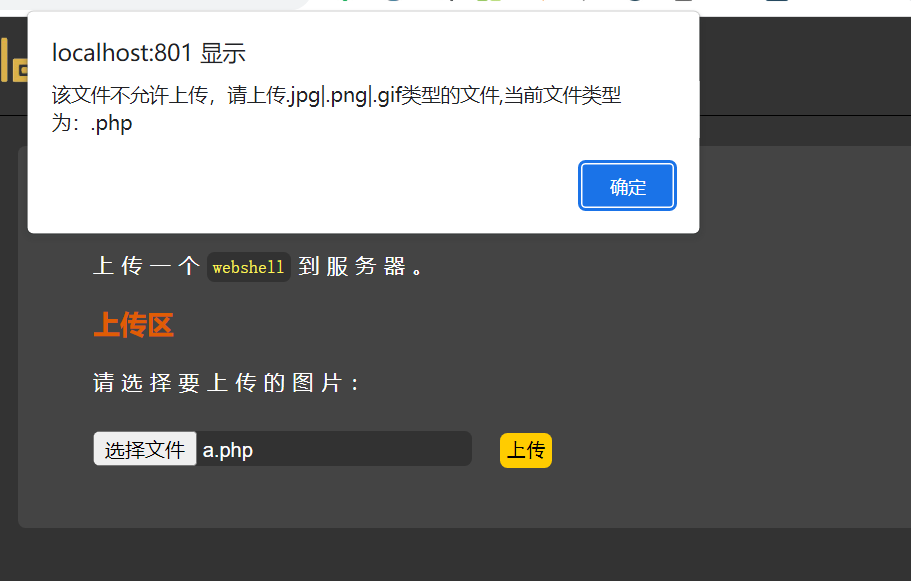 localhost:801 显示
该文件不允许上传，请上传.jpg|.png|.gif类型的文件,当前文件类型
为：.php
确定
上传一个 webshell 到服务器。
上传区
请选择要上传的图片：
选择文件 a.php 上传